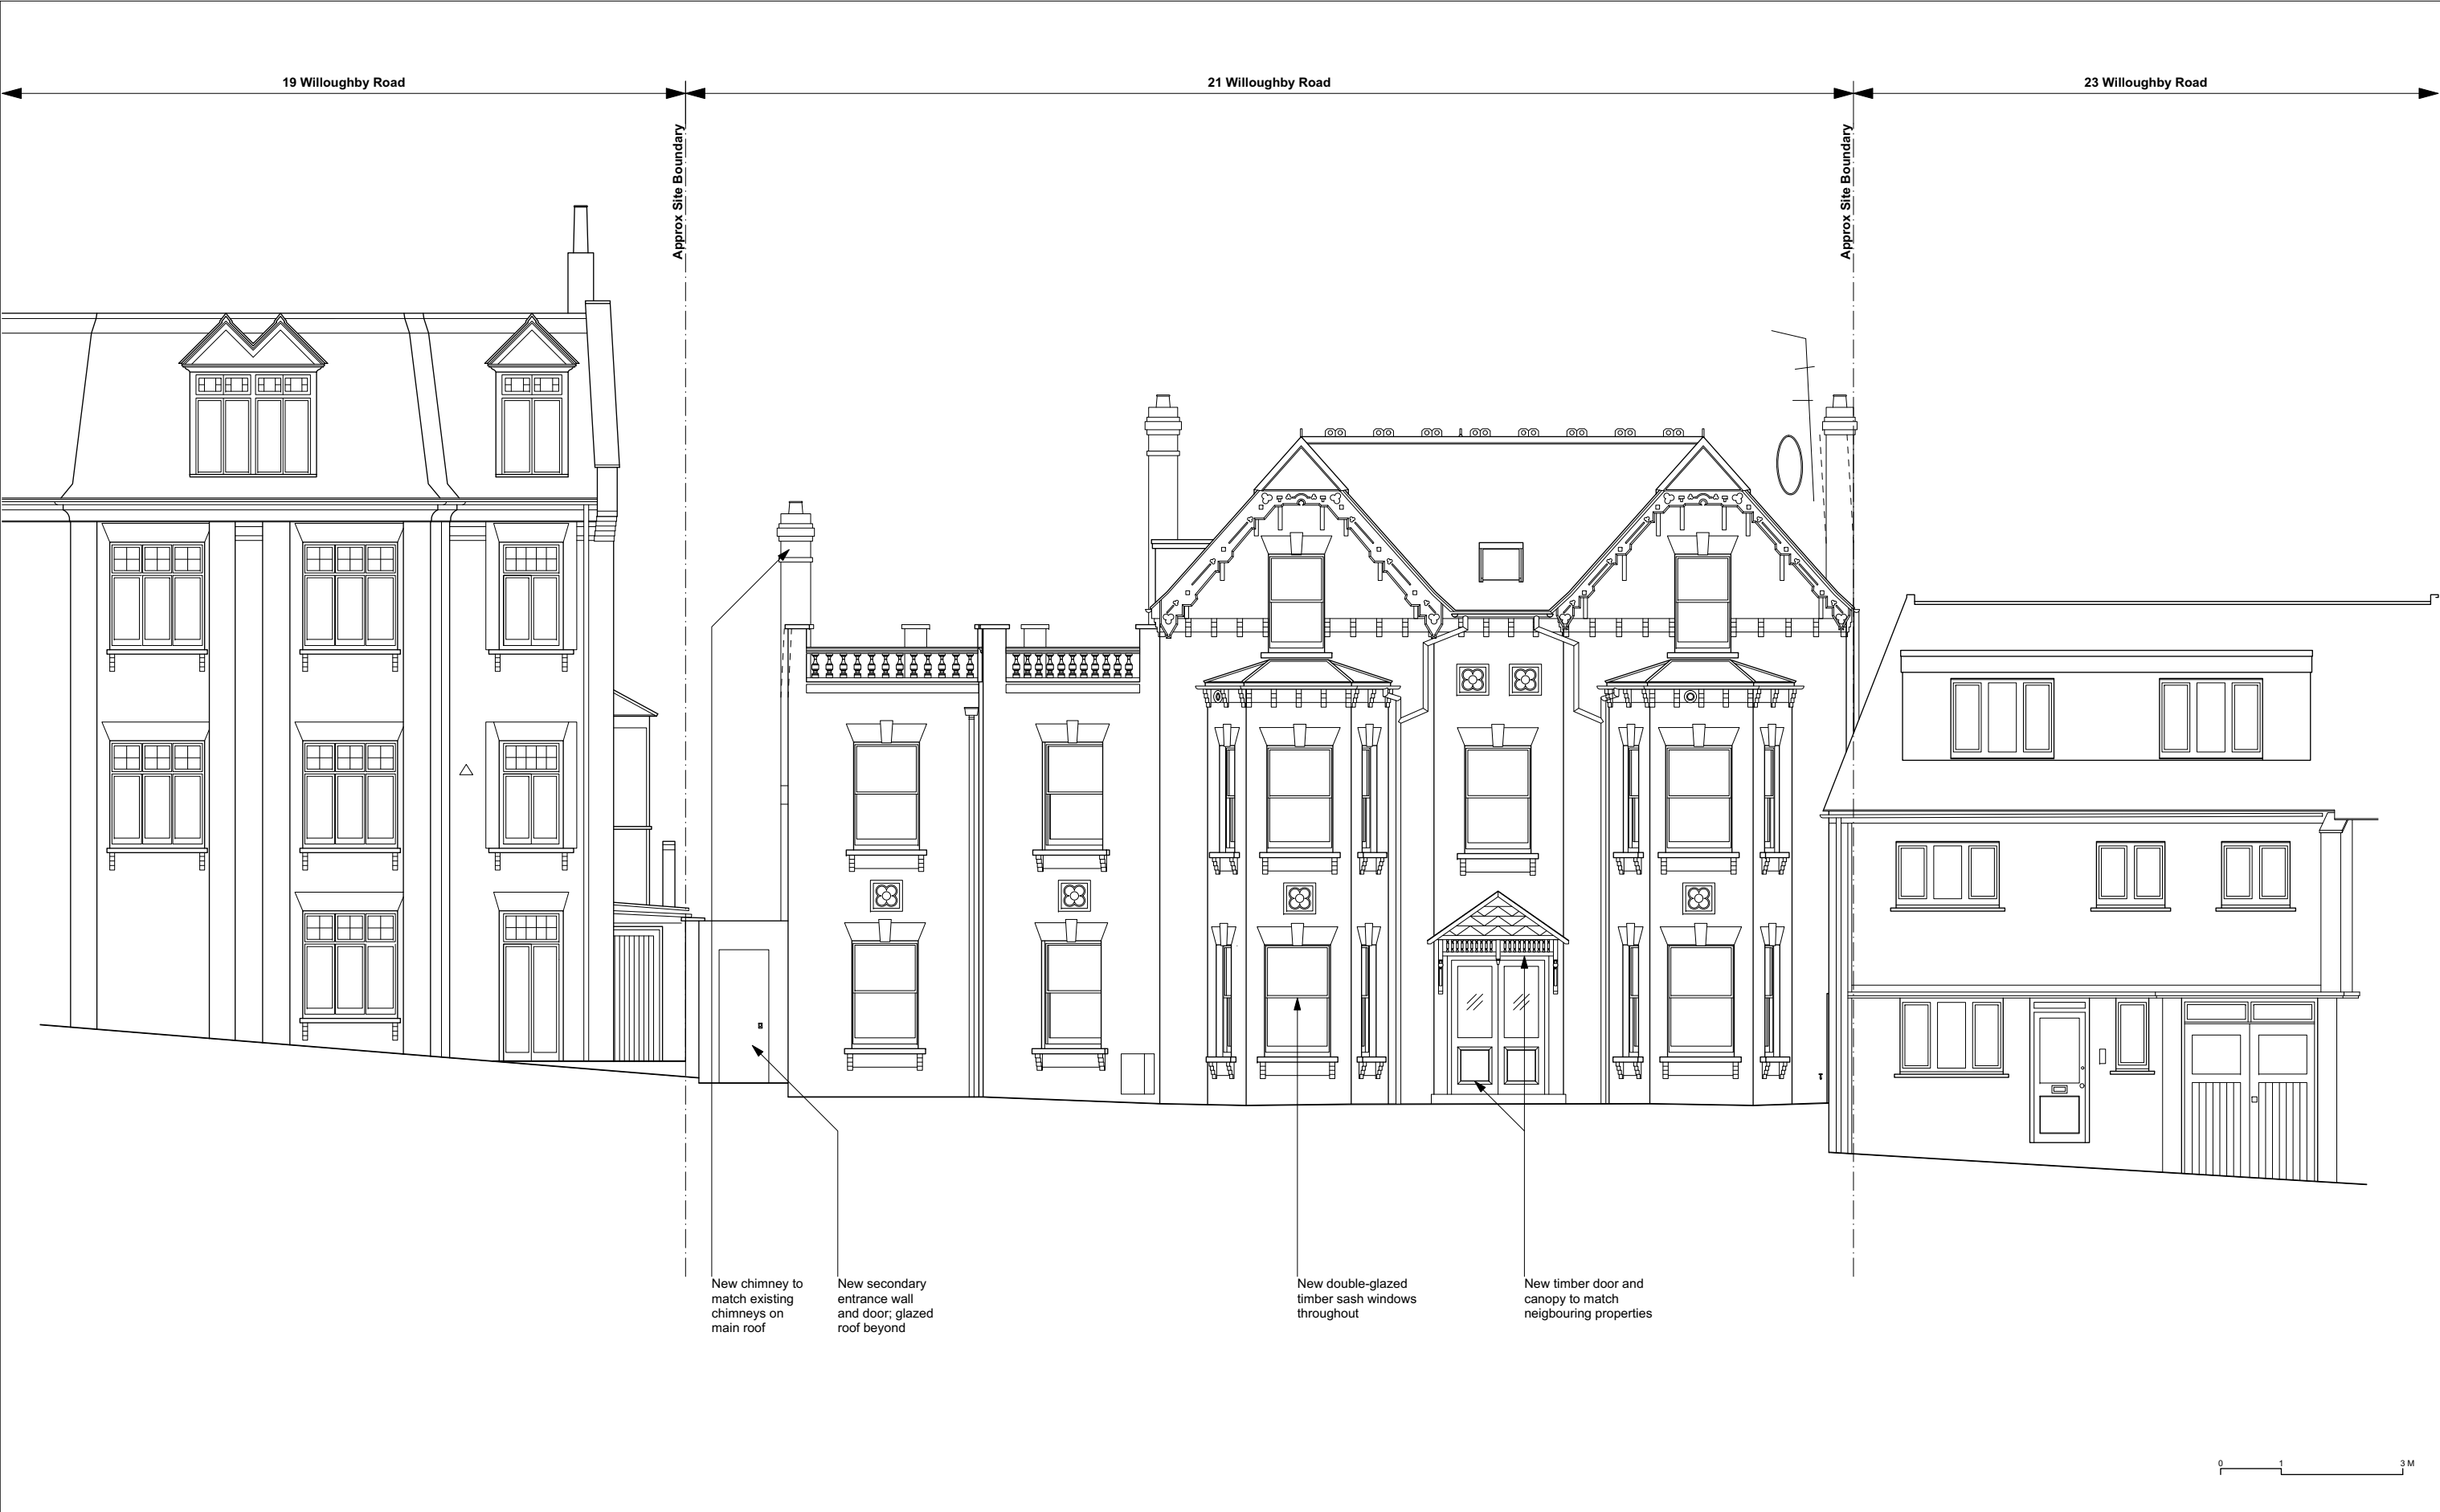 19 Willoughby Road
21 Willoughby Road
23 Willoughby Road
Approx Site Boundary
Approx Site Boundary
New chimney to
match existing
chimneys on
main roof
New secondary
entrance wall
and door; glazed
roof beyond
New double-glazed
timber sash windows
throughout
New timber door and
canopy to match
neigbouring properties
0 1 3 M